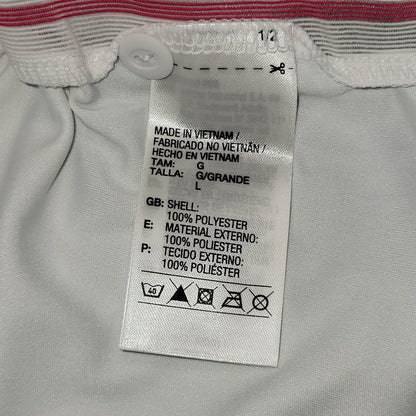 1/2
MADE IN VIETNAM /
FABRICADO NO VIETNÃN /
HECHO EN VIETNAM
TAM: G
TALLA: G/GRANDE
L
GB: SHELL:
100% POLYESTER
E: MATERIAL EXTERNO:
100% POLIESTER
P: TECIDO EXTERNO:
100% POLIÉSTER
40